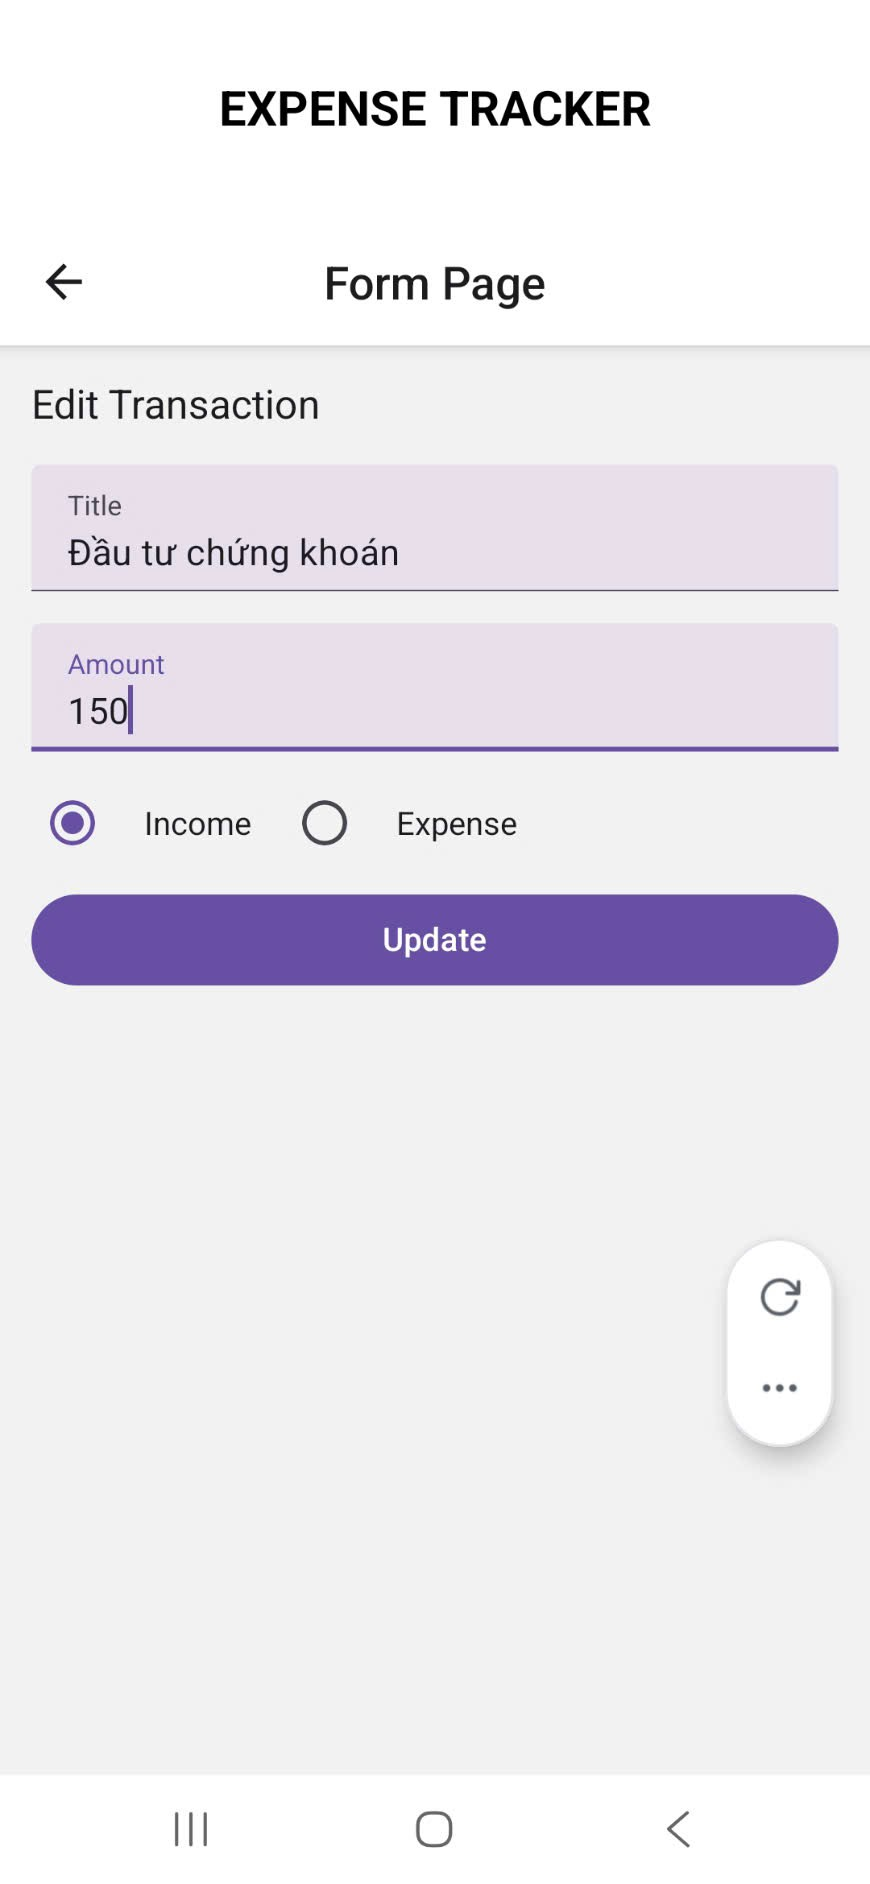 EXPENSE TRACKER
Form Page
Edit Transaction
Title
Đầu tư chứng khoán
Amount
150
Income
Expense
Update